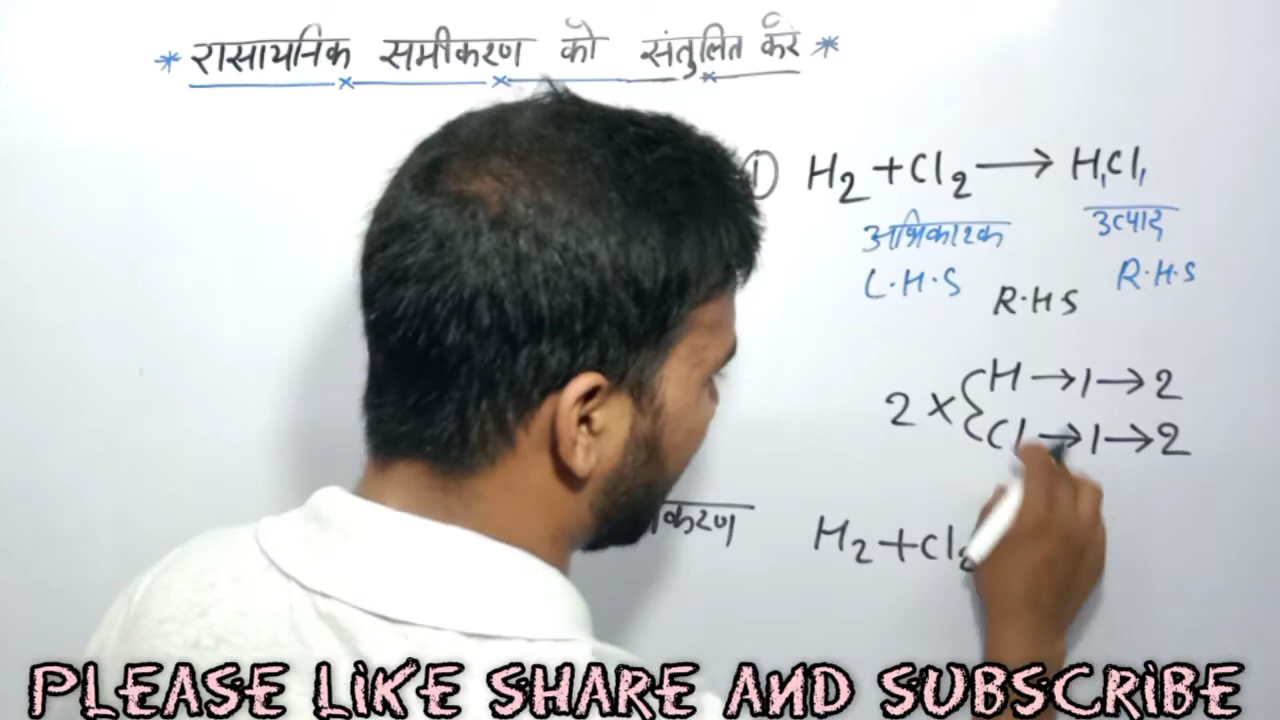 * रासायनिक समीकरण को संतुलित करें *
① H₂ + Cl₂ → H₁Cl₁
अभिकारक उत्पाद
L.H.S R.H.S
R.H.S
2 × { H → 1 → 2
Cl → 1 → 2
करण H₂ + Cl₂
PLEASE LIKE SHARE AND SUBSCRIBE